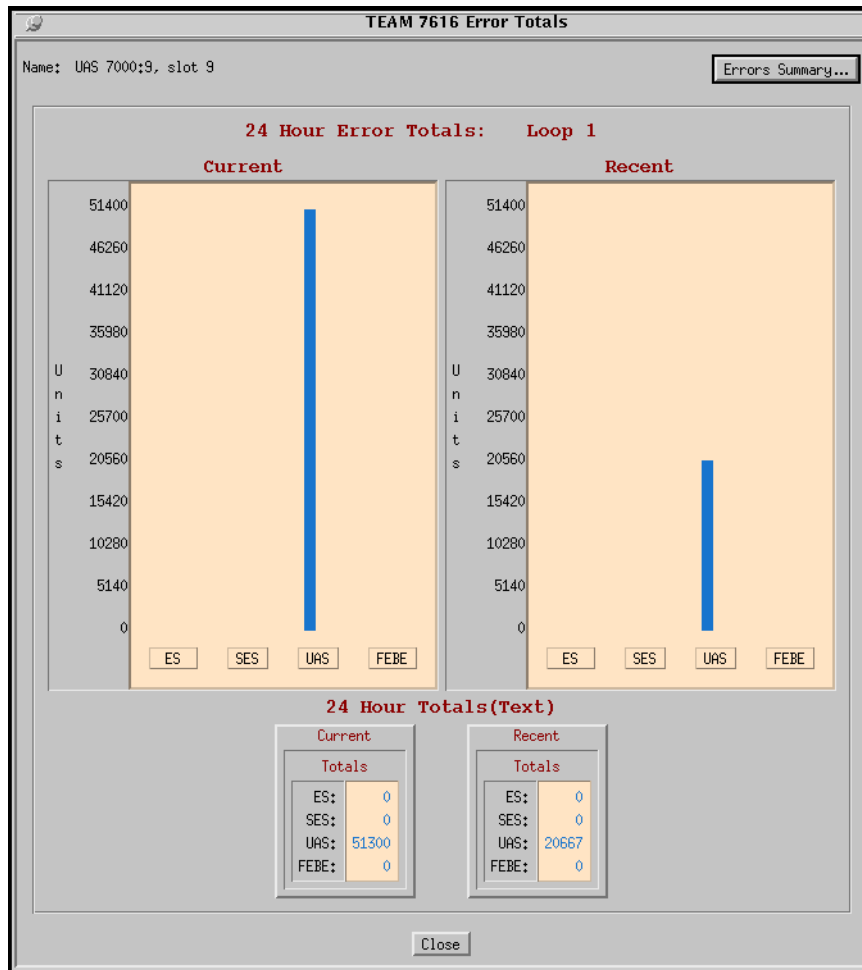 TEAM 7616 Error Totals
Name: UAS 7000:9, slot 9
Errors Summary...
24 Hour Error Totals: Loop 1
Current
Units
51400
46260
41120
35980
30840
25700
20560
15420
10280
5140
0
ES SES UAS FEBE
Recent
Units
51400
46260
41120
35980
30840
25700
20560
15420
10280
5140
0
ES SES UAS FEBE
24 Hour Totals(Text)
Current
Totals
ES: 0
SES: 0
UAS: 51300
FEBE: 0
Recent
Totals
ES: 0
SES: 0
UAS: 20667
FEBE: 0
Close